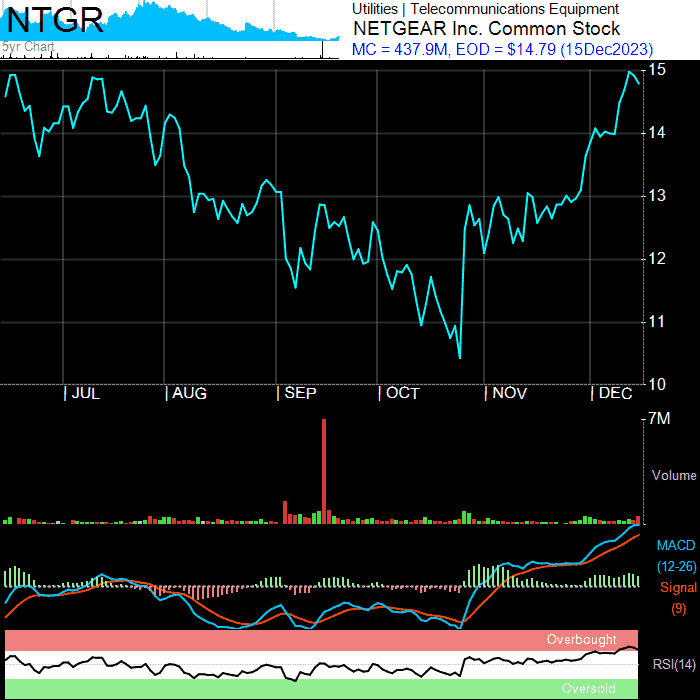 NTGR
5yr Chart
Utilities | Telecommunications Equipment
NETGEAR Inc. Common Stock
MC = 437.9M, EOD = $14.79 (15Dec2023)
15
14
13
12
11
10
| JUL | AUG | SEP | OCT | NOV | DEC
7M
Volume
MACD
(12-26)
Signal
(9)
Overbought
RSI(14)
Oversold